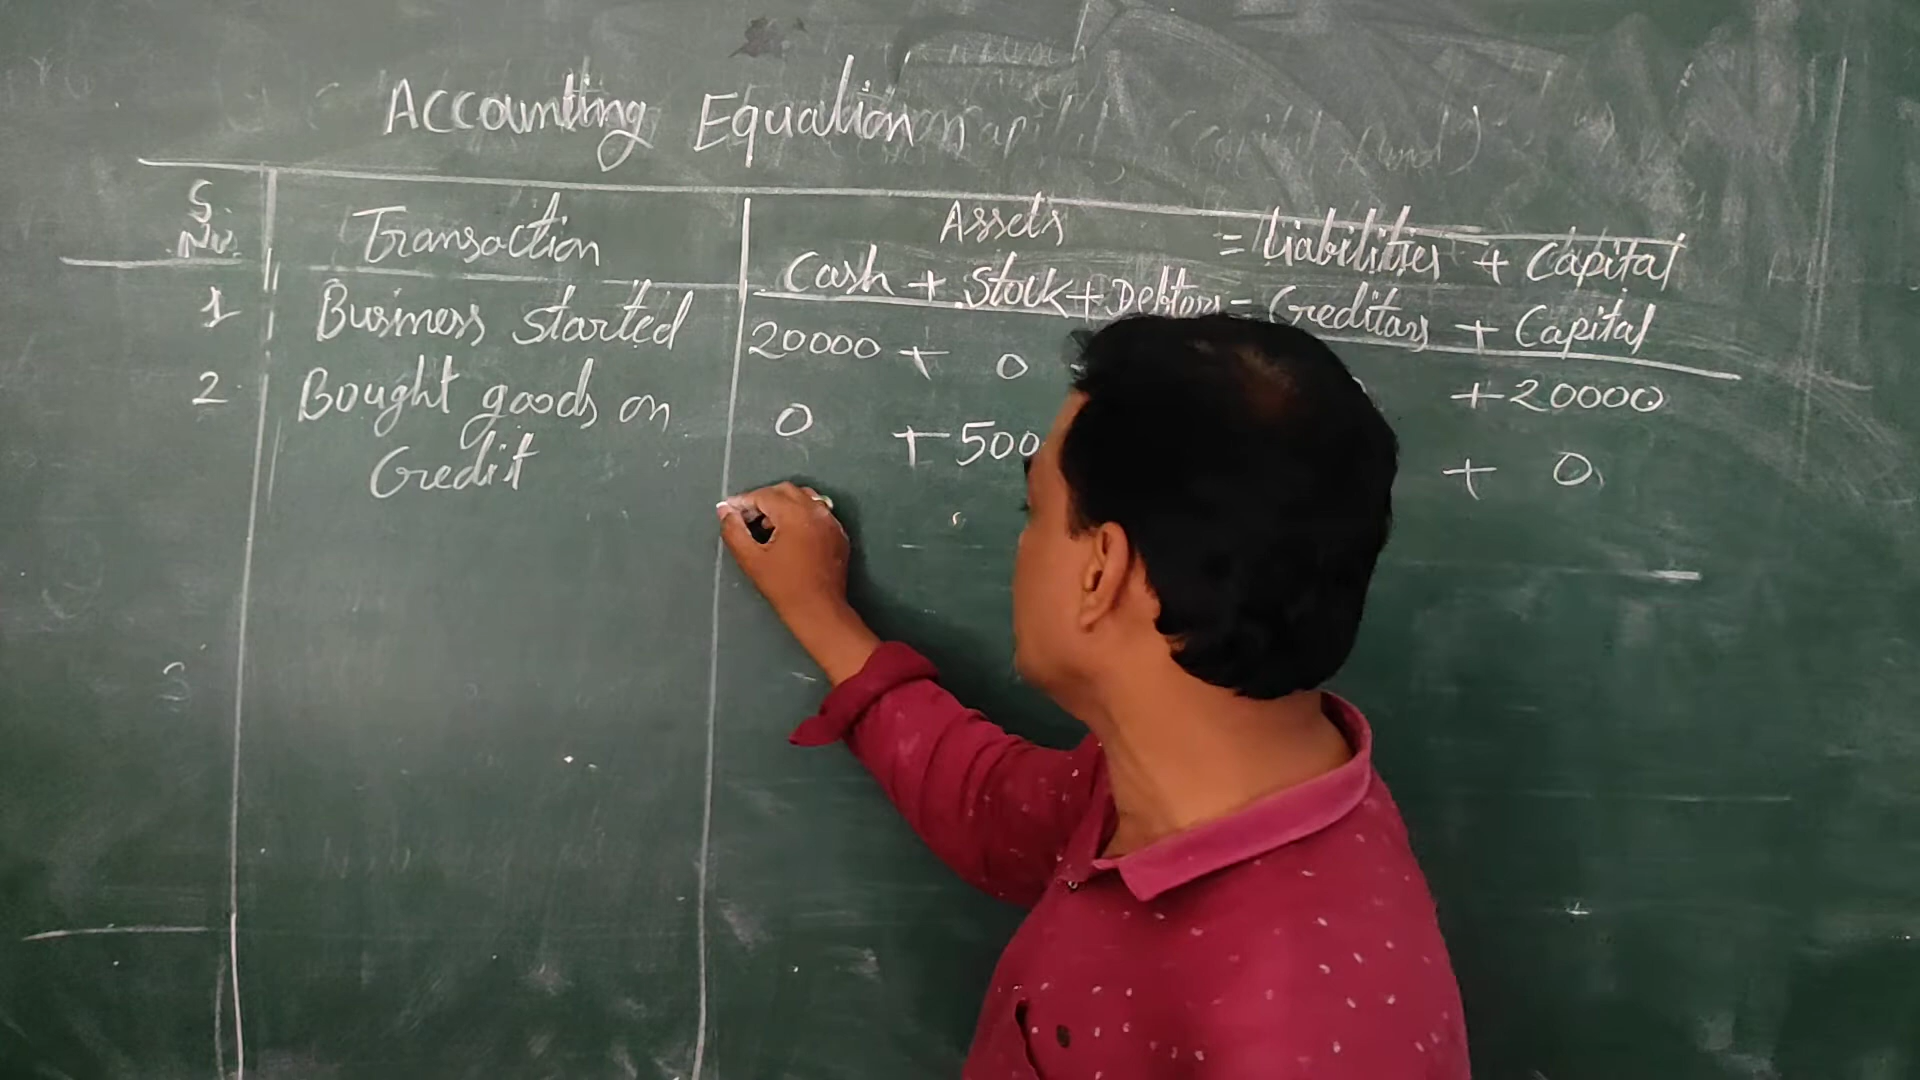 Accounting Equation
S. No. Transaction Assets = Liabilities + Capital
Cash + Stock + Debtors = Creditors + Capital
1 Business started 20000 + 0 +20000
2 Bought goods on 0 + 500 + 0
Credit
3